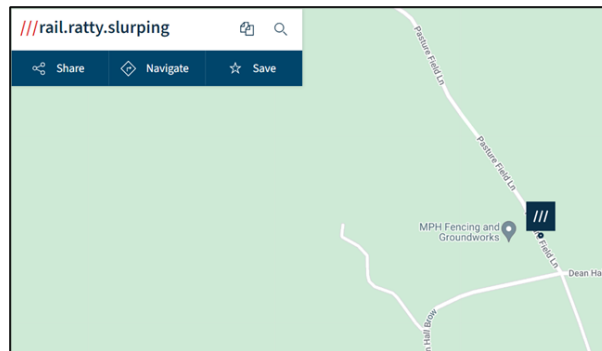 ///rail.ratty.slurping
Share
Navigate
Save
Pasture Field Ln
Pasture Field Ln
///
MPH Fencing and
Groundworks
Field Ln
Dean Ha
n Hall Brow